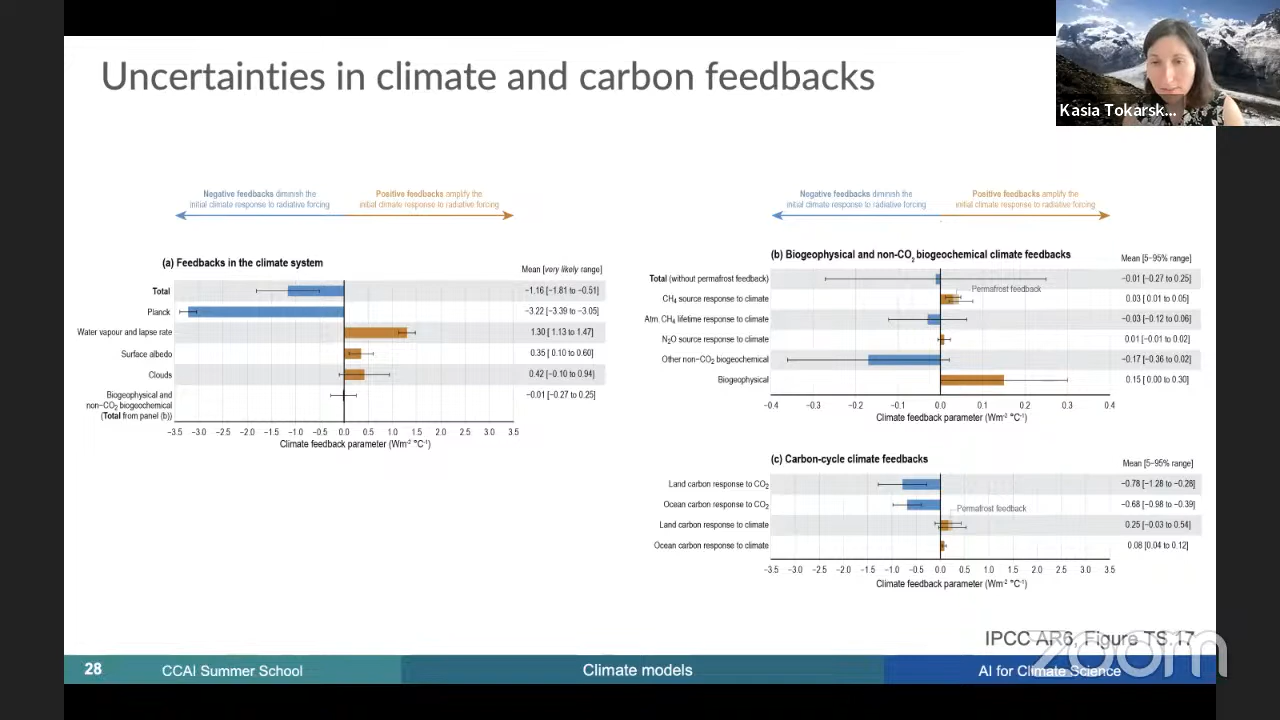 Uncertainties in climate and carbon feedbacks
Kasia Tokarsk...
Negative feedbacks diminish the
initial climate response to radiative forcing
Positive feedbacks amplify the
initial climate response to radiative forcing
(a) Feedbacks in the climate system
Mean [very likely range]
Total −1.16 [−1.81 to −0.51]
Planck −3.22 [−3.39 to −3.05]
Water vapour and lapse rate 1.30 [ 1.13 to 1.47]
Surface albedo 0.35 [ 0.10 to 0.60]
Clouds 0.42 [−0.10 to 0.94]
Biogeophysical and
non−CO2 biogeochemical −0.01 [−0.27 to 0.25]
(Total from panel (b))
−3.5 −3.0 −2.5 −2.0 −1.5 −1.0 −0.5 0.0 0.5 1.0 1.5 2.0 2.5 3.0 3.5
Climate feedback parameter (Wm-2 °C-1)
Negative feedbacks diminish the
initial climate response to radiative forcing
Positive feedbacks amplify the
initial climate response to radiative forcing
(b) Biogeophysical and non-CO2 biogeochemical climate feedbacks
Mean [5−95% range]
Total (without permafrost feedback) −0.01 [−0.27 to 0.25]
Permafrost feedback
CH4 source response to climate 0.03 [ 0.01 to 0.05]
Atm. CH4 lifetime response to climate −0.03 [−0.12 to 0.06]
N2O source response to climate 0.01 [−0.01 to 0.02]
Other non−CO2 biogeochemical −0.17 [−0.36 to 0.02]
Biogeophysical 0.15 [ 0.00 to 0.30]
−0.4 −0.3 −0.2 −0.1 0.0 0.1 0.2 0.3 0.4
Climate feedback parameter (Wm-2 °C-1)
(c) Carbon-cycle climate feedbacks
Mean [5−95% range]
Land carbon response to CO2 −0.78 [−1.28 to −0.28]
Ocean carbon response to CO2 −0.68 [−0.98 to −0.39]
Permafrost feedback
Land carbon response to climate 0.25 [−0.03 to 0.54]
Ocean carbon response to climate 0.08 [0.04 to 0.12]
−3.5 −3.0 −2.5 −2.0 −1.5 −1.0 −0.5 0.0 0.5 1.0 1.5 2.0 2.5 3.0 3.5
Climate feedback parameter (Wm-2 °C-1)
IPCC AR6, Figure TS.17
zoom
28 CCAI Summer School Climate models AI for Climate Science